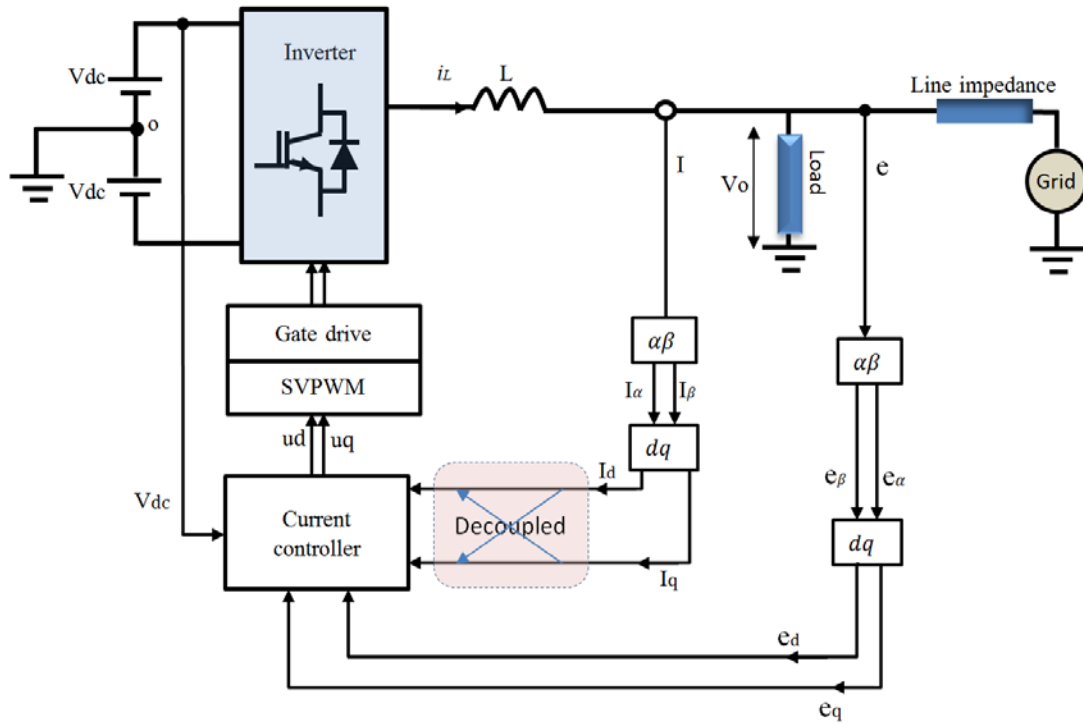 Inverter
Vdc
o
Vdc
iL
L
Line impedance
I
Vo
Load
e
Grid
Gate drive
SVPWM
ud
uq
αβ
Iα
Iβ
dq
αβ
eβ
eα
dq
Vdc
Current
controller
Decoupled
Id
Iq
ed
eq